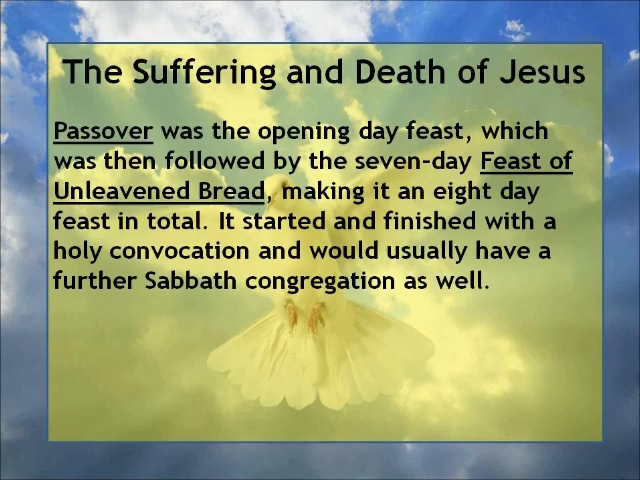 The Suffering and Death of Jesus
Passover was the opening day feast, which
was then followed by the seven-day Feast of
Unleavened Bread, making it an eight day
feast in total. It started and finished with a
holy convocation and would usually have a
further Sabbath congregation as well.